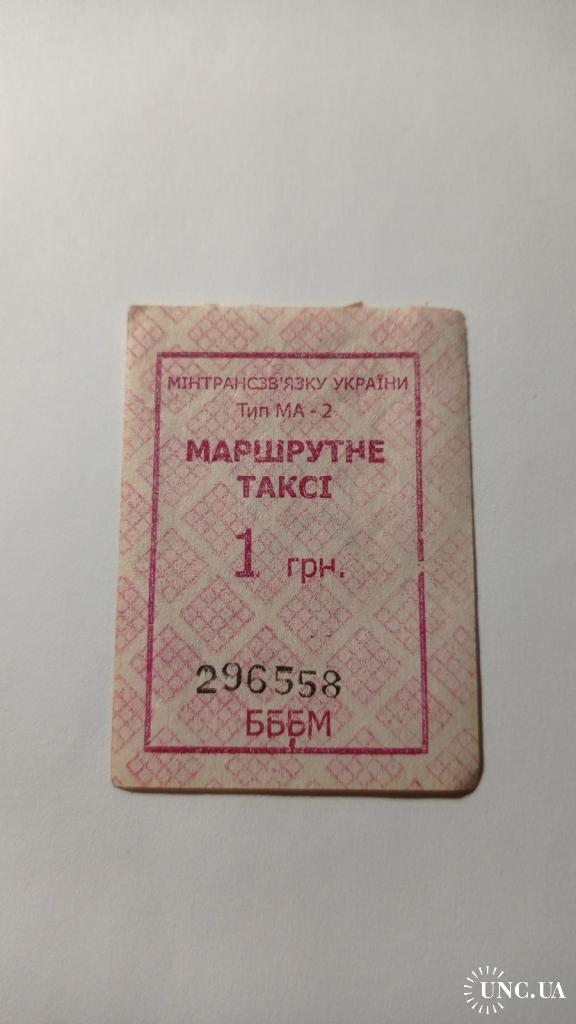 МІНТРАНСЗВ'ЯЗКУ УКРАЇНИ
Тип МА - 2
МАРШРУТНЕ
ТАКСІ
1 грн.
296558
БББМ
UNC.UA